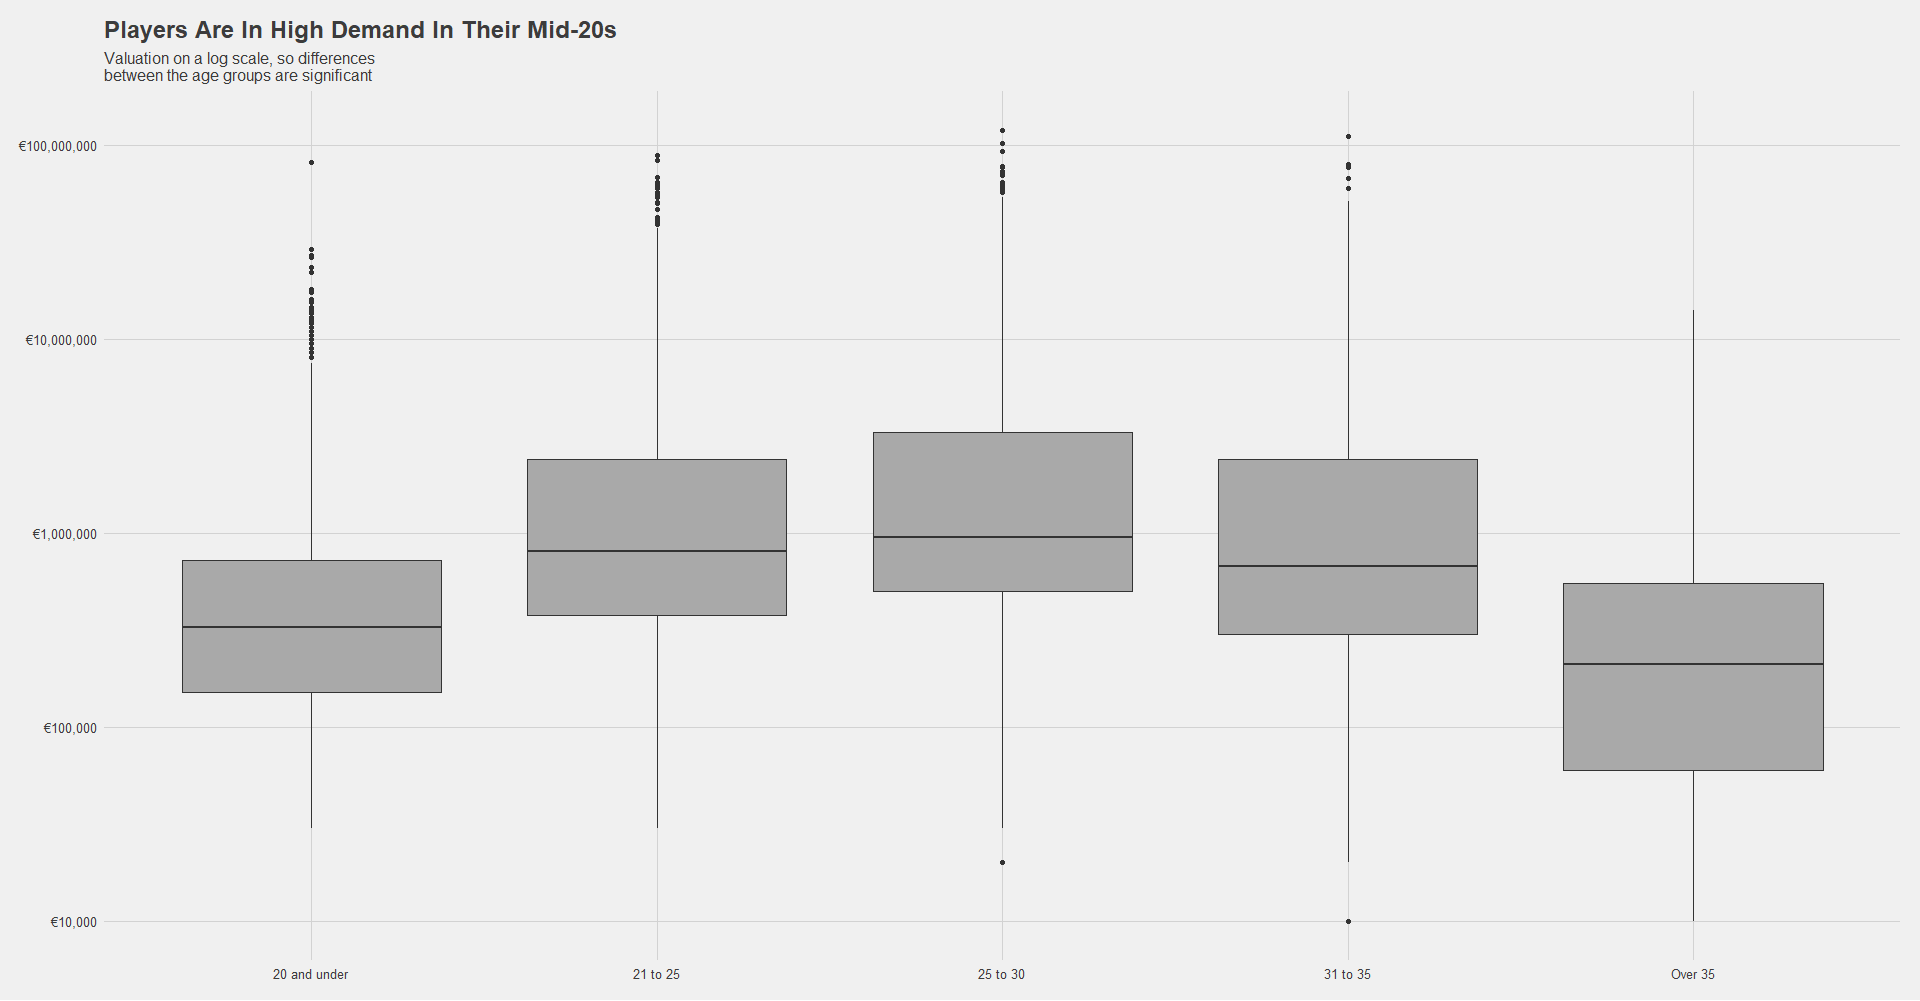 Players Are In High Demand In Their Mid-20s
Valuation on a log scale, so differences
between the age groups are significant
€100,000,000
€10,000,000
€1,000,000
€100,000
€10,000
20 and under
21 to 25
25 to 30
31 to 35
Over 35